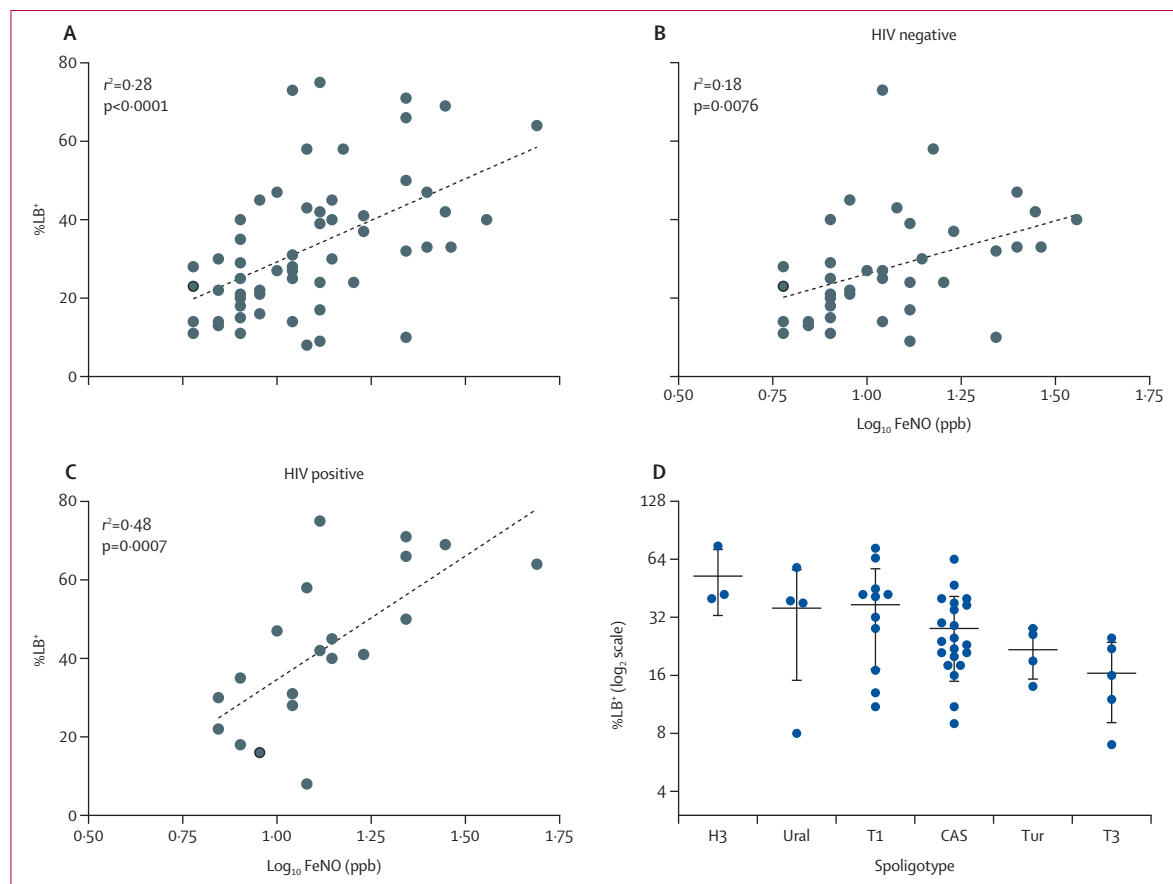 A
80
60
40
20
0
%LB⁺
r²=0·28
p<0·0001
B
HIV negative
r²=0·18
p=0·0076
0·50
0·75
1·00
1·25
1·50
1·75
Log₁₀ FeNO (ppb)
C
HIV positive
80
60
40
20
0
%LB⁺
r²=0·48
p=0·0007
0·50
0·75
1·00
1·25
1·50
1·75
Log₁₀ FeNO (ppb)
D
128
64
32
16
8
4
%LB⁺ (log₂ scale)
H3
Ural
T1
CAS
Tur
T3
Spoligotype